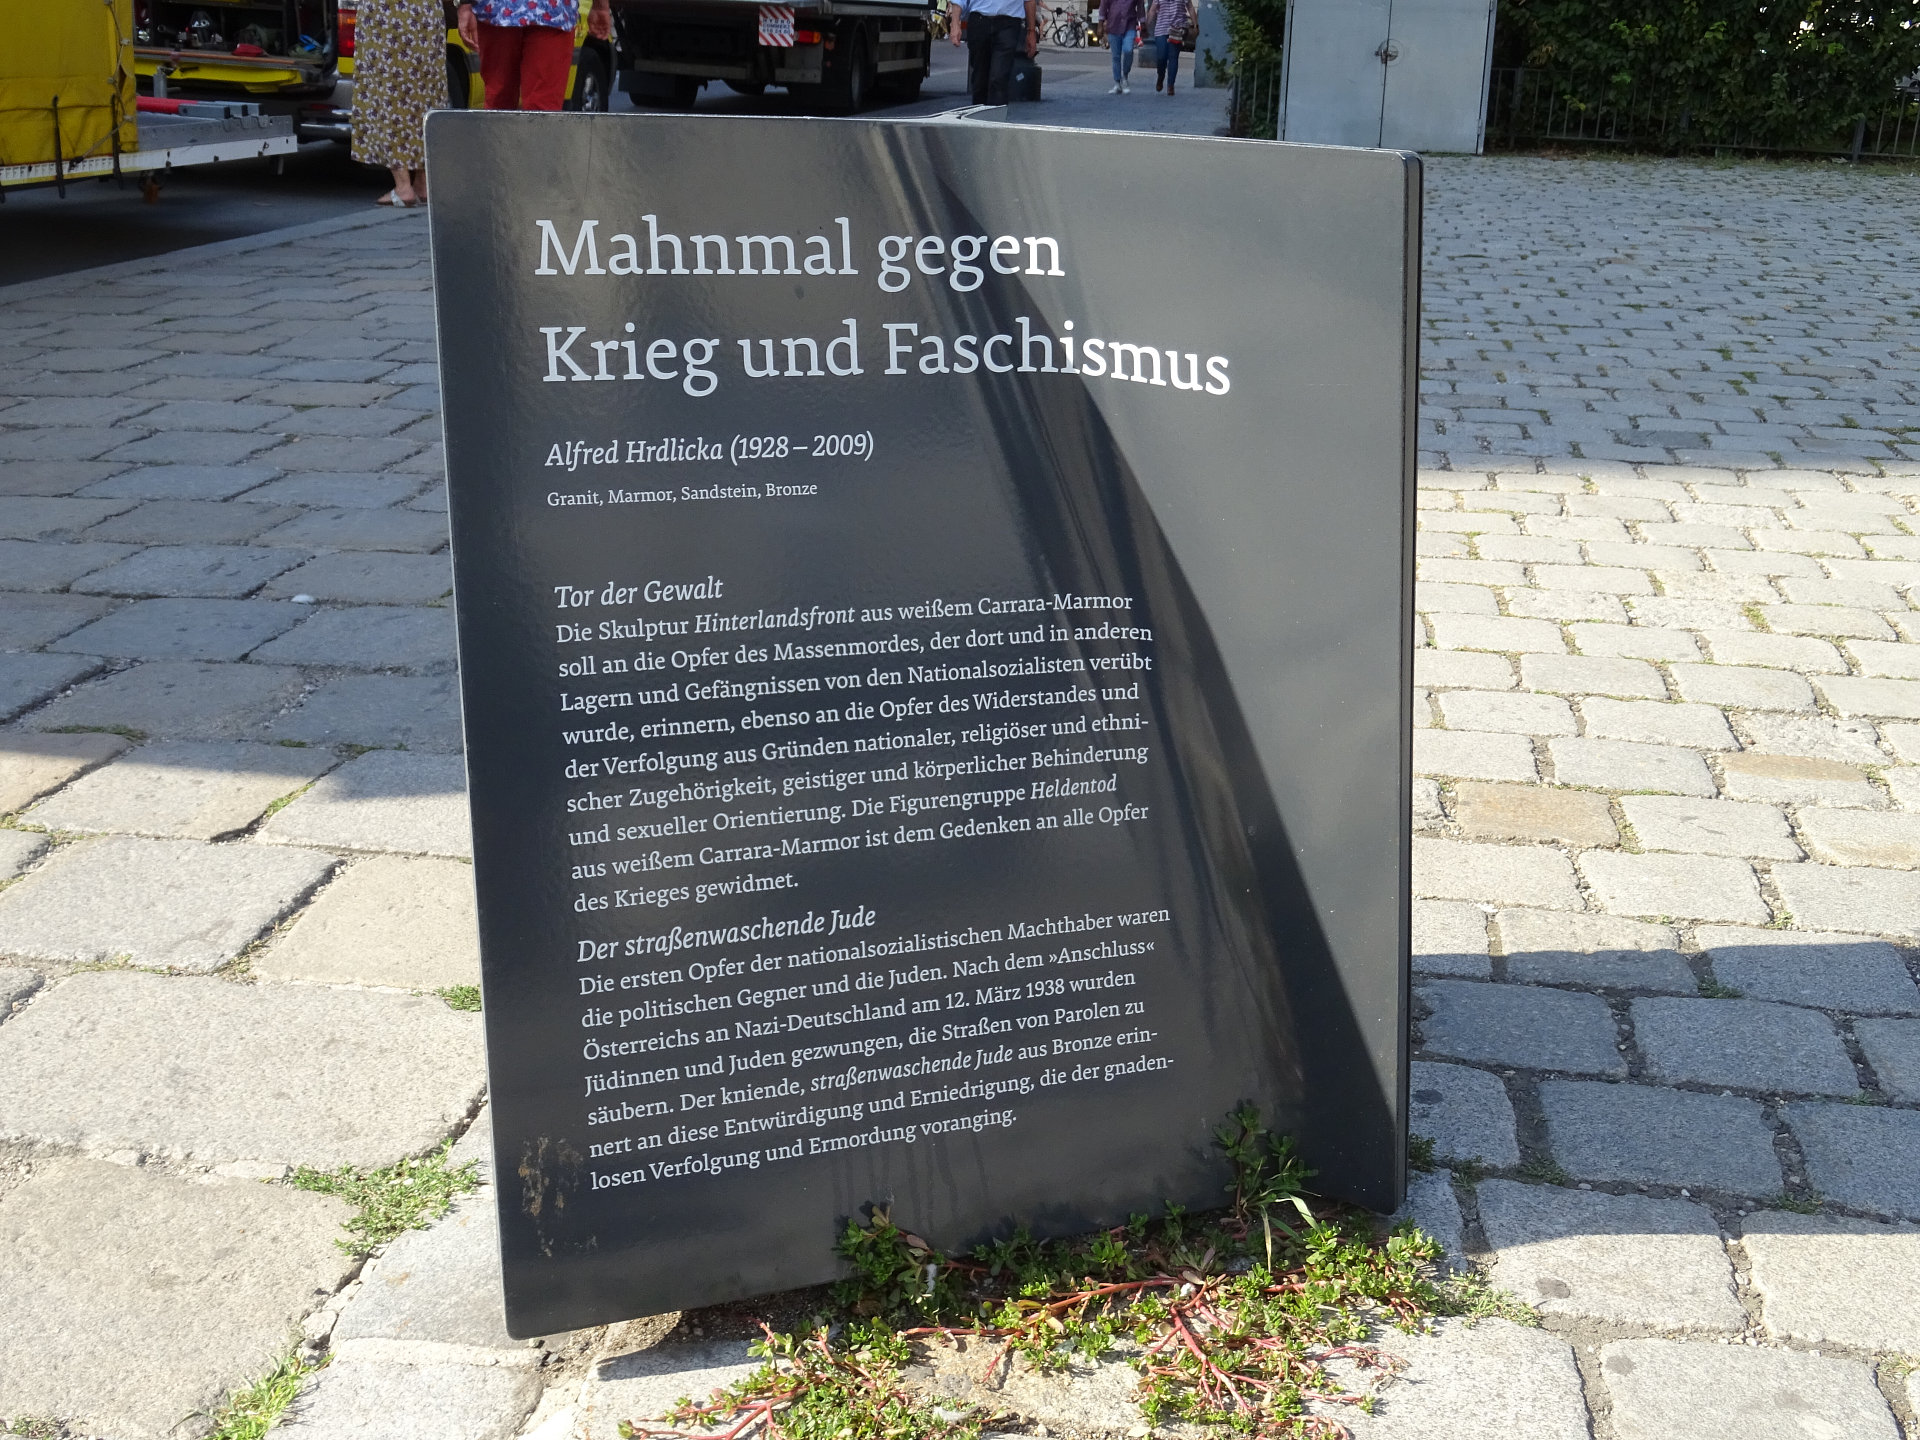 Mahnmal gegen
Krieg und Faschismus
Alfred Hrdlicka (1928 – 2009)
Granit, Marmor, Sandstein, Bronze
Tor der Gewalt
Die Skulptur Hinterlandsfront aus weißem Carrara-Marmor
soll an die Opfer des Massenmordes, der dort und in anderen
Lagern und Gefängnissen von den Nationalsozialisten verübt
wurde, erinnern, ebenso an die Opfer des Widerstandes und
der Verfolgung aus Gründen nationaler, religiöser und ethni-
scher Zugehörigkeit, geistiger und körperlicher Behinderung
und sexueller Orientierung. Die Figurengruppe Heldentod
aus weißem Carrara-Marmor ist dem Gedenken an alle Opfer
des Krieges gewidmet.
Der straßenwaschende Jude
Die ersten Opfer der nationalsozialistischen Machthaber waren
die politischen Gegner und die Juden. Nach dem »Anschluss«
Österreichs an Nazi-Deutschland am 12. März 1938 wurden
Jüdinnen und Juden gezwungen, die Straßen von Parolen zu
säubern. Der kniende, straßenwaschende Jude aus Bronze erin-
nert an diese Entwürdigung und Erniedrigung, die der gnaden-
losen Verfolgung und Ermordung voranging.